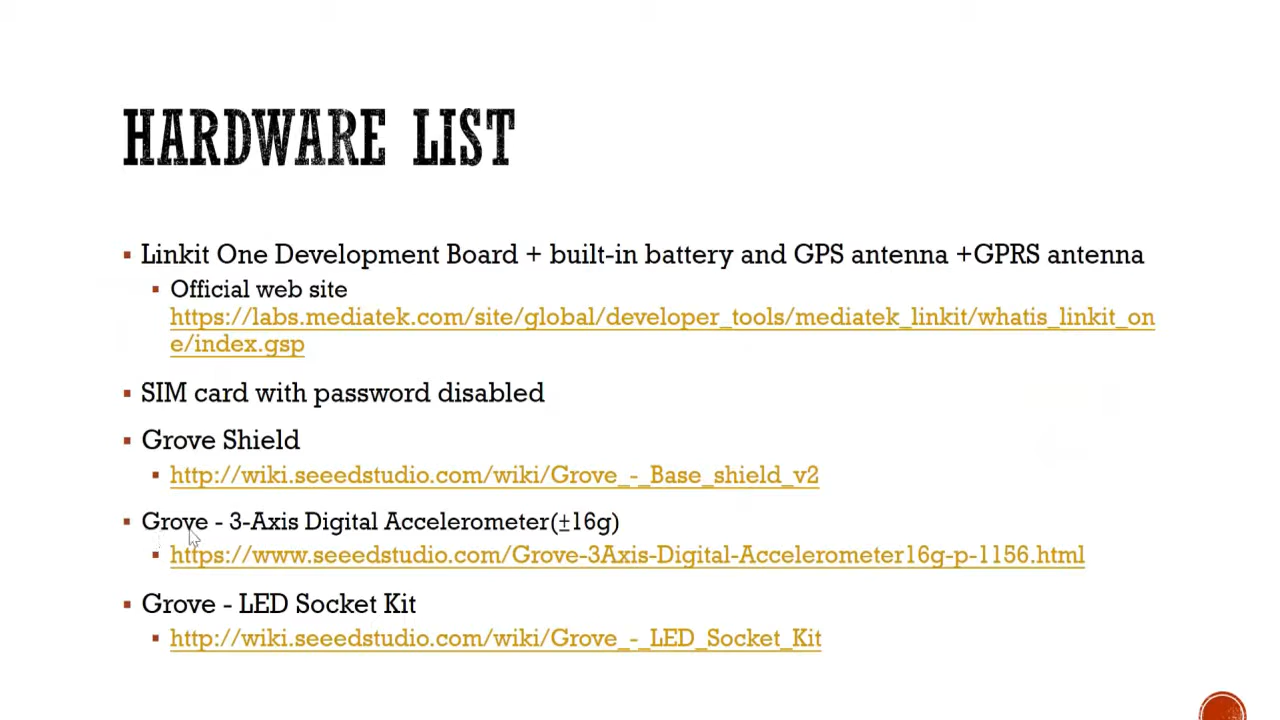 HARDWARE LIST
▪ Linkit One Development Board + built-in battery and GPS antenna +GPRS antenna
▪ Official web site
https://labs.mediatek.com/site/global/developer_tools/mediatek_linkit/whatis_linkit_on
e/index.gsp
▪ SIM card with password disabled
▪ Grove Shield
▪ http://wiki.seeedstudio.com/wiki/Grove_-_Base_shield_v2
▪ Grove - 3-Axis Digital Accelerometer(±16g)
▪ https://www.seeedstudio.com/Grove-3Axis-Digital-Accelerometer16g-p-1156.html
▪ Grove - LED Socket Kit
▪ http://wiki.seeedstudio.com/wiki/Grove_-_LED_Socket_Kit